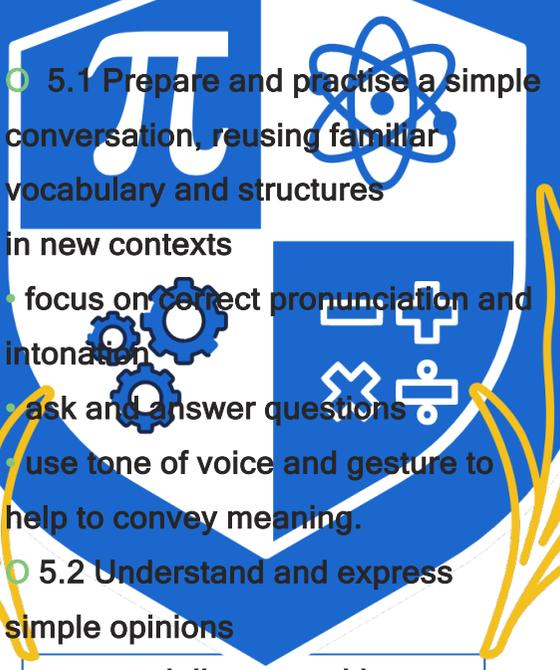 O 5.1 Prepare and practise a simple
conversation, reusing familiar
vocabulary and structures
in new contexts
• focus on correct pronunciation and
intonation
• ask and answer questions
• use tone of voice and gesture to
help to convey meaning.
O 5.2 Understand and express
simple opinions